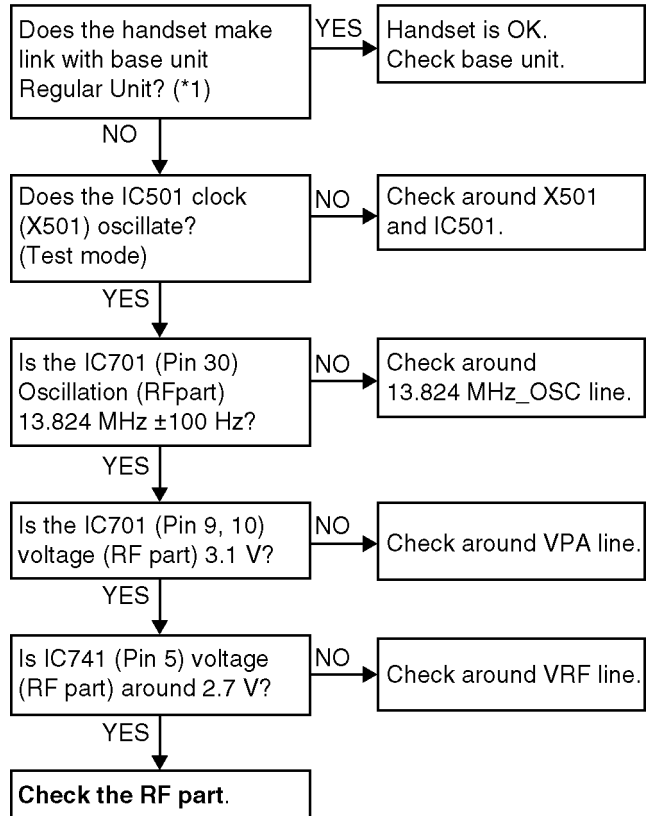 Does the handset make
link with base unit
Regular Unit? (*1)
YES
Handset is OK.
Check base unit.
NO
Does the IC501 clock
(X501) oscillate?
(Test mode)
NO
Check around X501
and IC501.
YES
Is the IC701 (Pin 30)
Oscillation (RFpart)
13.824 MHz ±100 Hz?
NO
Check around
13.824 MHz_OSC line.
YES
Is the IC701 (Pin 9, 10)
voltage (RF part) 3.1 V?
NO
Check around VPA line.
YES
Is IC741 (Pin 5) voltage
(RF part) around 2.7 V?
NO
Check around VRF line.
YES
Check the RF part.